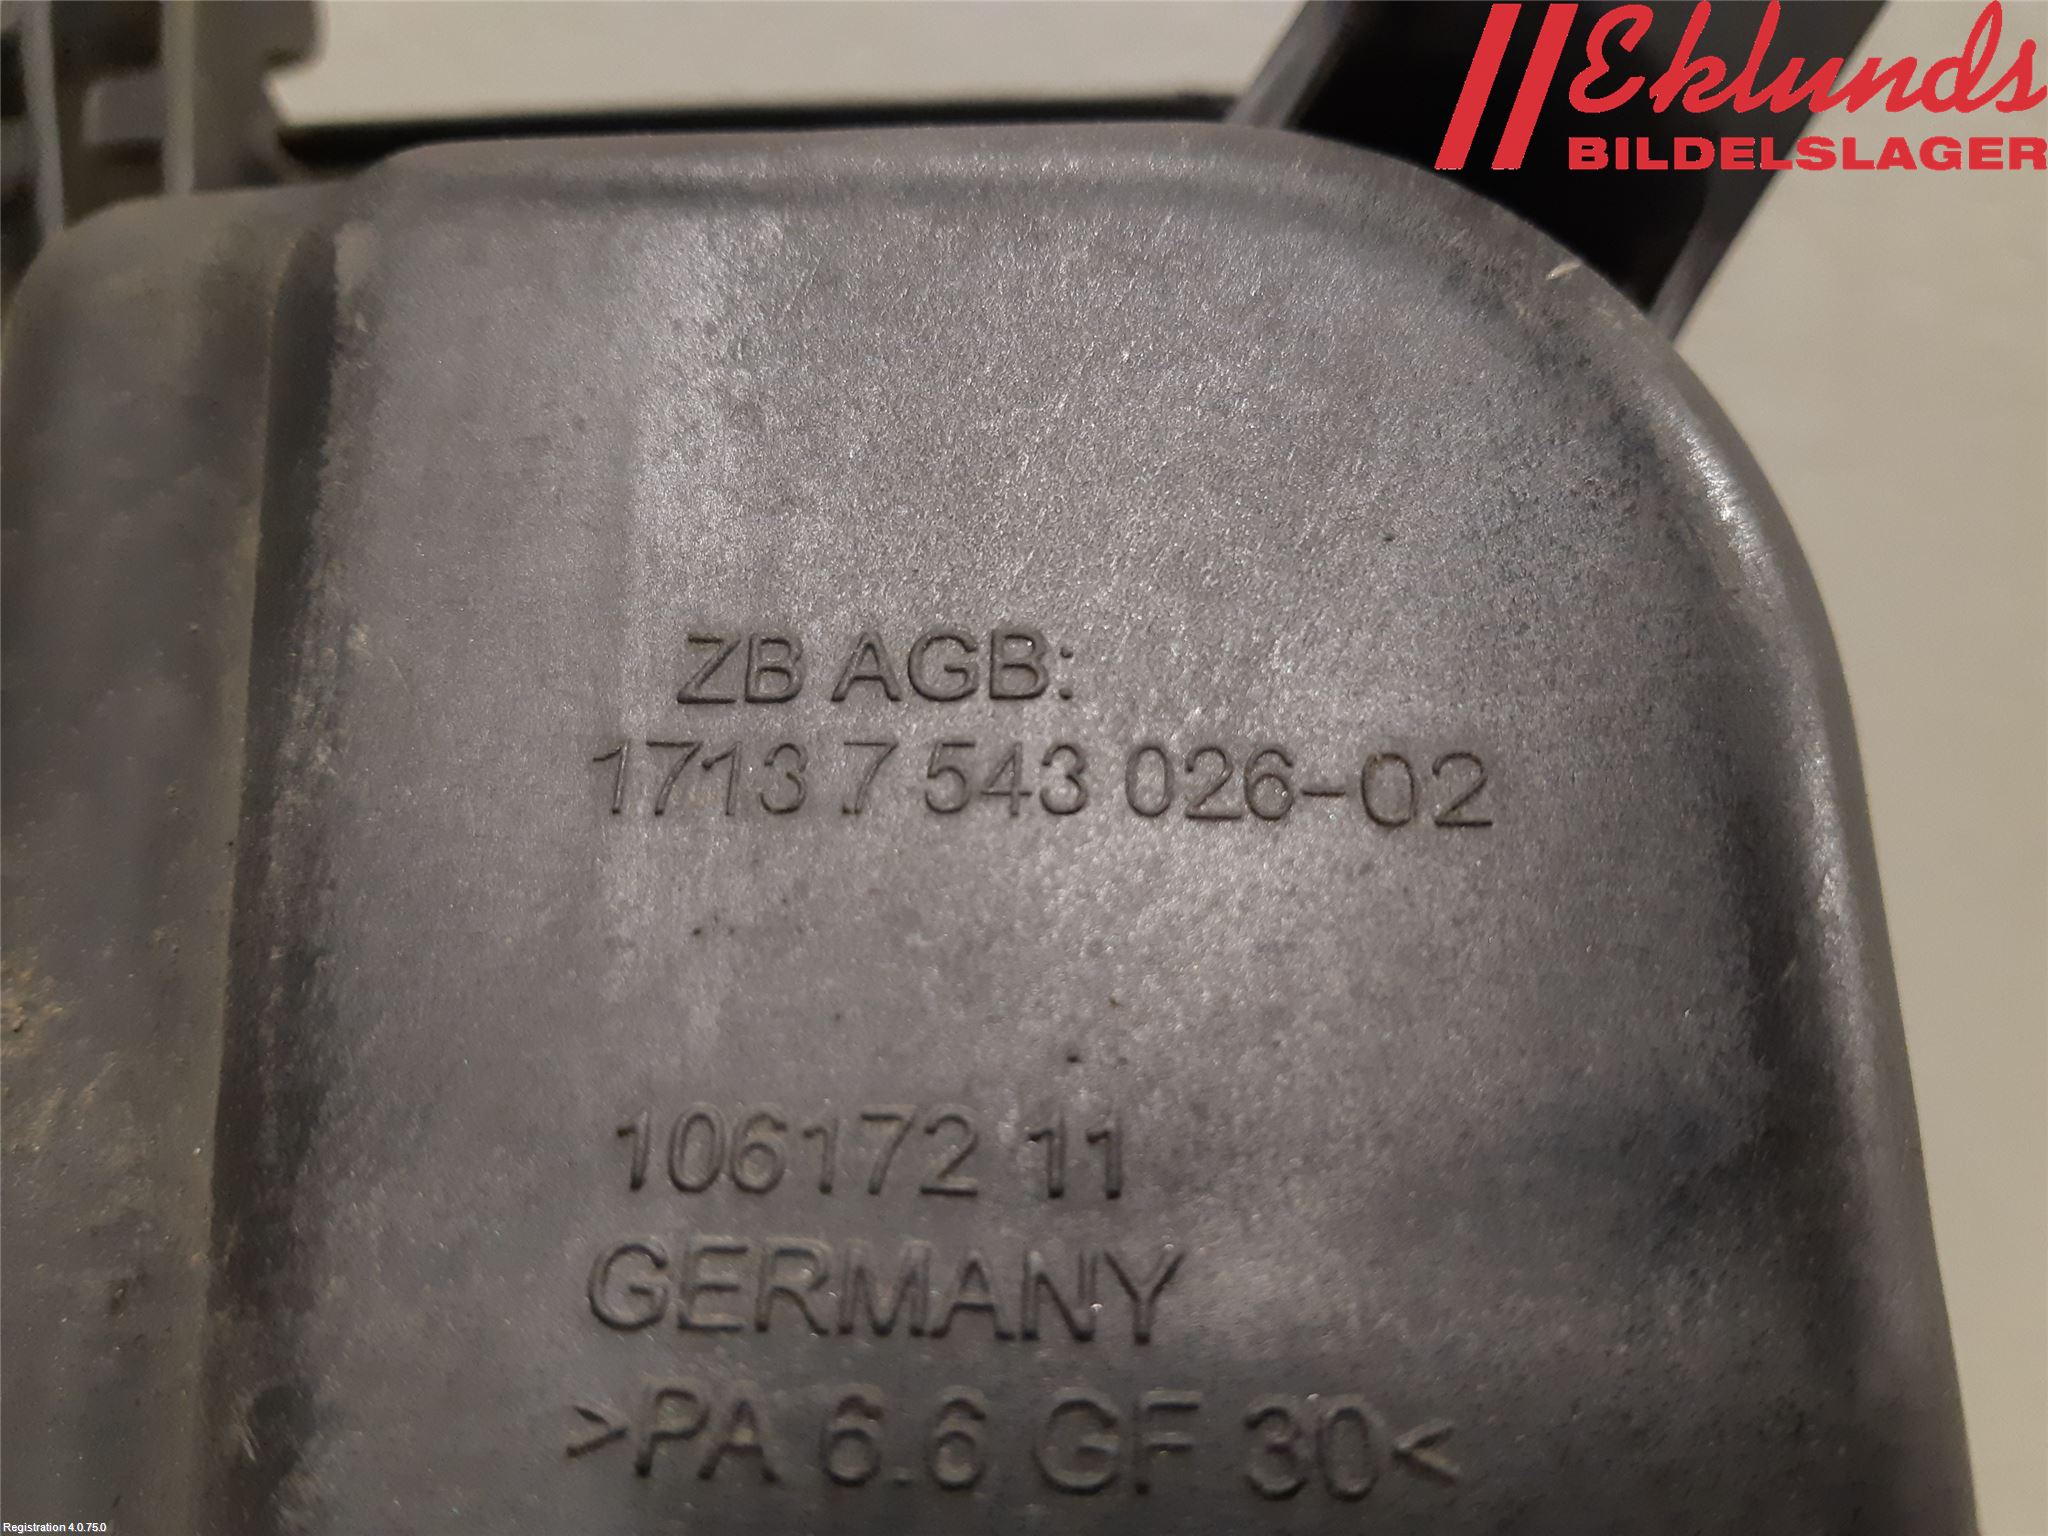 Eklunds
BILDELSLAGER
ZB AGB:
1713 7 543 026-02
106172 11
GERMANY
>PA 6.6 GF 30<
Registration 4.0.75.0